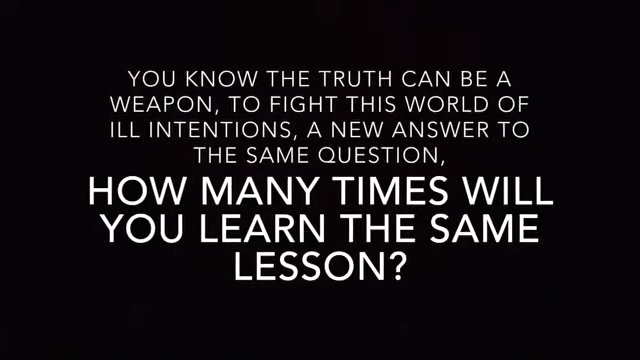 YOU KNOW THE TRUTH CAN BE A
WEAPON, TO FIGHT THIS WORLD OF
ILL INTENTIONS, A NEW ANSWER TO
THE SAME QUESTION,
HOW MANY TIMES WILL
YOU LEARN THE SAME
LESSON?